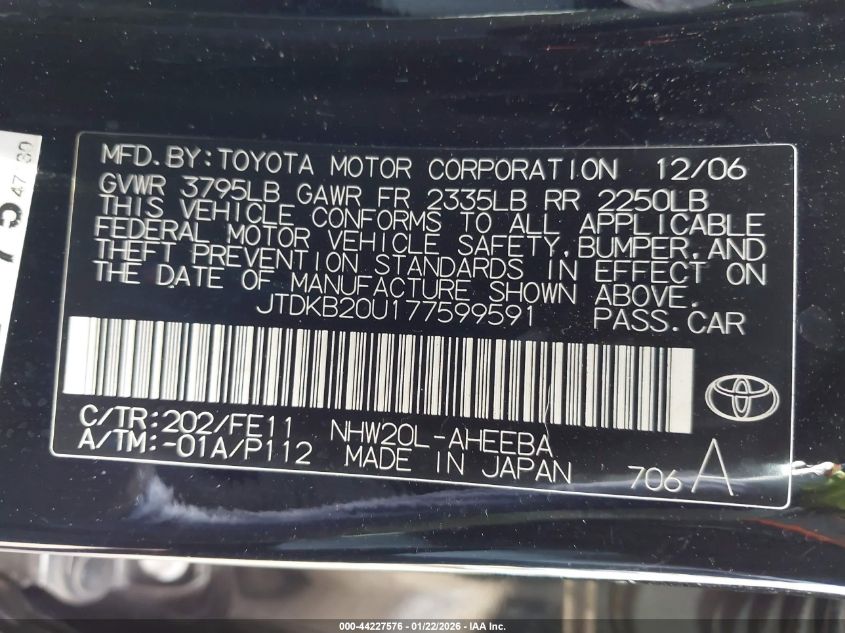 MFD.BY:TOYOTA MOTOR CORPORATION 12/06
GVWR 3795LB GAWR FR 2335LB RR 2250LB
THIS VEHICLE CONFORMS TO ALL APPLICABLE
FEDERAL MOTOR VEHICLE SAFETY,BUMPER,AND
THEFT PREVENTION STANDARDS IN EFFECT ON
THE DATE OF MANUFACTURE SHOWN ABOVE.
JTDKB20U177599591 PASS.CAR
C/TR:202/FE11 NHW20L-AHEEBA
A/TM:-01A/P112 MADE IN JAPAN 706 A
000-44227576 - 01/22/2026 - IAA Inc.